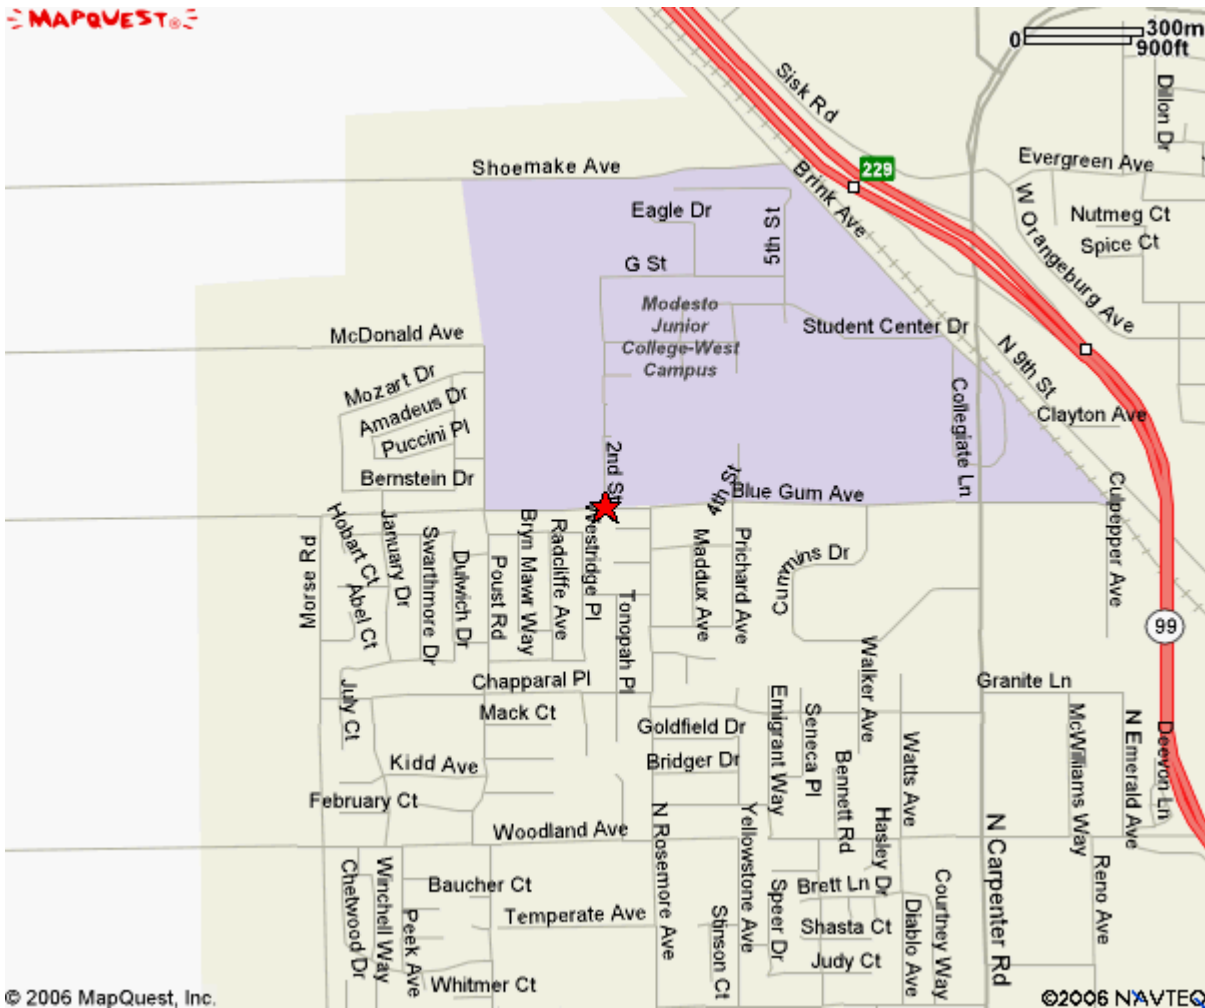 MAPQUEST®
0
300m
900ft
Sisk Rd
Dillon Dr
Shoemake Ave
229
Evergreen Ave
Brink Ave
W Orangeburg Ave
Eagle Dr
5th St
Nutmeg Ct
Spice Ct
G St
Modesto
Junior
College-West
Campus
Student Center Dr
McDonald Ave
N 9th St
Mozart Dr
Amadeus Dr
Puccini Pl
Bernstein Dr
Collegiate Ln
Clayton Ave
2nd St
4th St
Blue Gum Ave
Culpepper Ave
Morse Rd
Hobart Ct
January Dr
Abel Ct
Swarthmore Dr
Dulwich Dr
Poust Rd
Bryn Mawr Way
Radcliffe Ave
Westridge Pl
Tonopah Pl
Maddux Ave
Prichard Ave
Cummins Dr
99
Walker Ave
July Ct
Chapparal Pl
Mack Ct
Granite Ln
Goldfield Dr
Bridger Dr
Emigrant Way
Seneca Pl
Bennett Rd
Watts Ave
Hasley Dr
McWilliams Way
N Emerald Ave
Deevon Ln
Kidd Ave
February Ct
Woodland Ave
N Rosemore Ave
Yellowstone Ave
N Carpenter Rd
Reno Ave
Chetwood Dr
Winchell Way
Peek Ave
Baucher Ct
Temperate Ave
Whitmer Ct
Stinson Ct
Speer Dr
Brett Ln
Shasta Ct
Judy Ct
Diablo Ave
Courtney Way
© 2006 MapQuest, Inc.
©2006 NAVTEQ